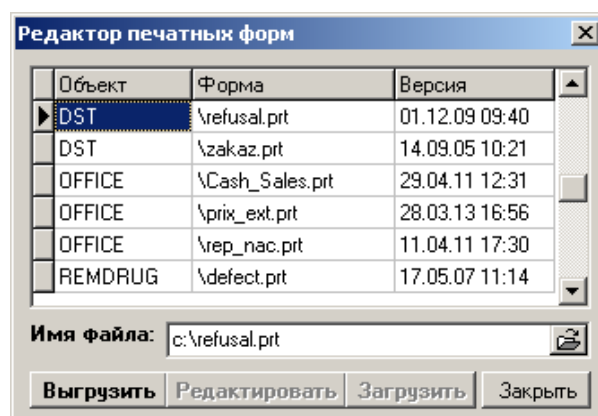 Редактор печатных форм
Объект Форма Версия
DST \refusal.prt 01.12.09 09:40
DST \zakaz.prt 14.09.05 10:21
OFFICE \Cash_Sales.prt 29.04.11 12:31
OFFICE \prix_ext.prt 28.03.13 16:56
OFFICE \rep_nac.prt 11.04.11 17:30
REMDRUG \defect.prt 17.05.07 11:14
Имя файла: c:\refusal.prt
Выгрузить Редактировать Загрузить Закрыть